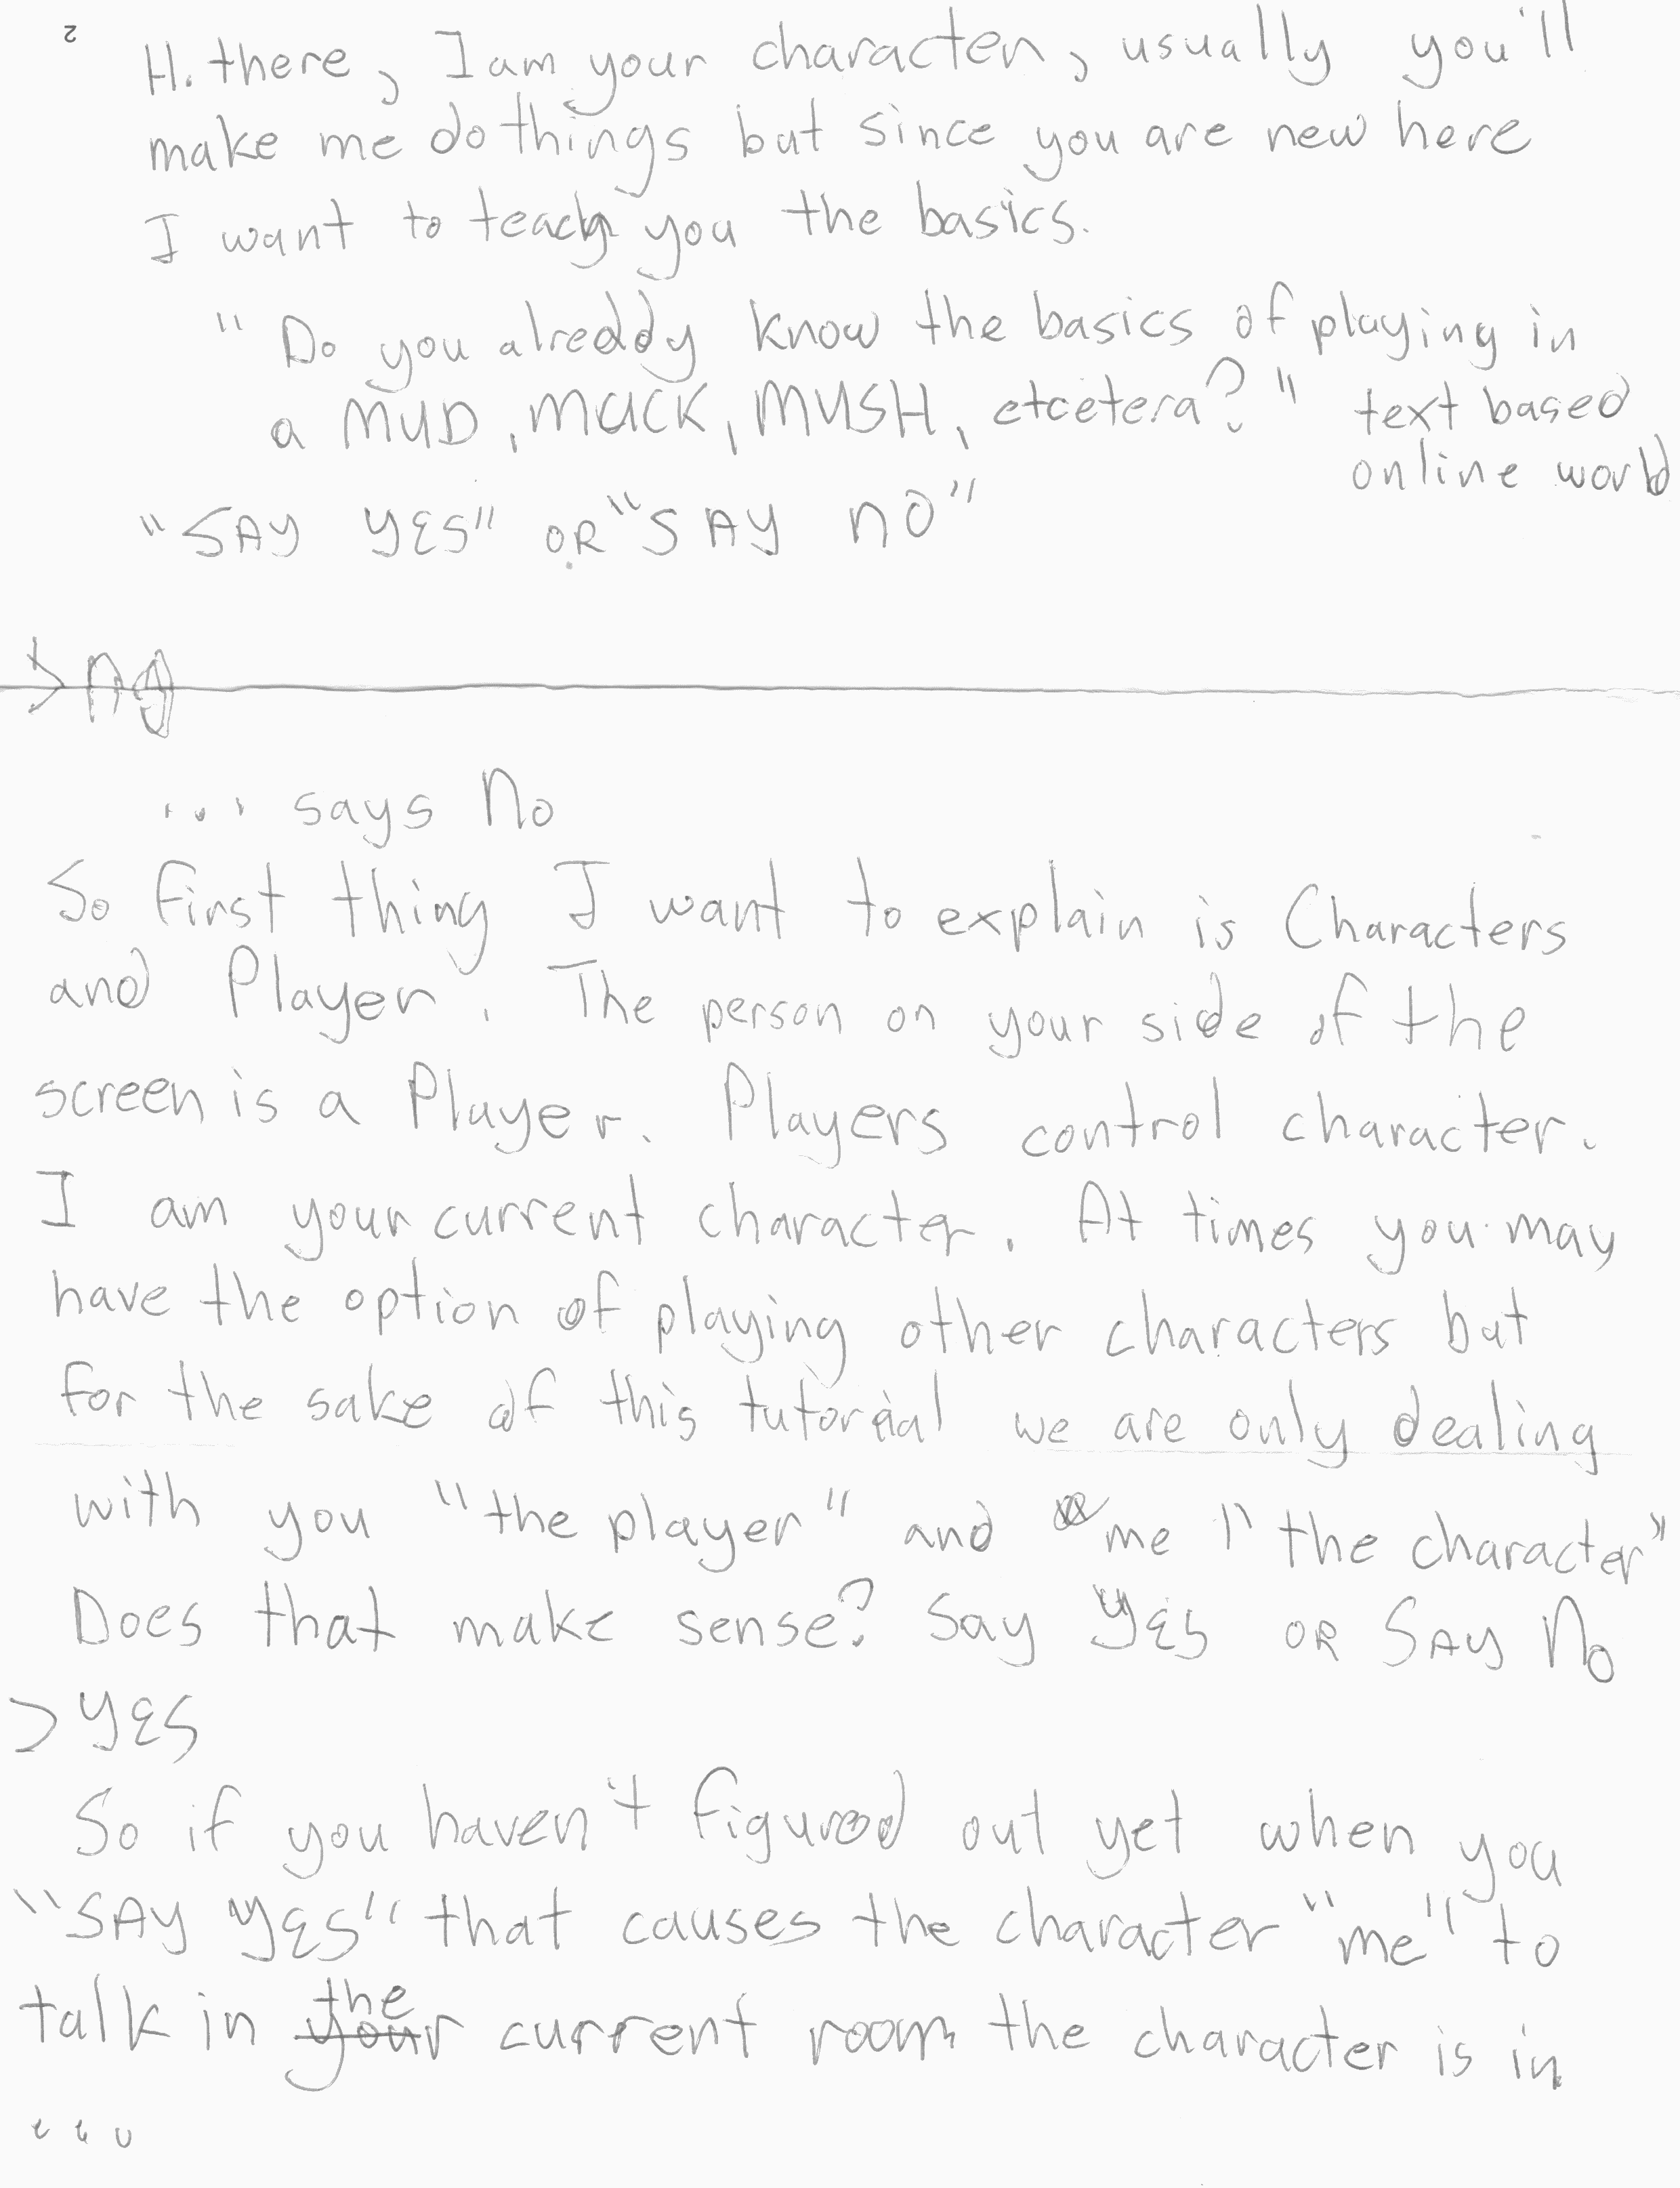 2
Hi there, I am your character, usually you'll
make me do things but since you are new here
I want to teach you the basics.
"Do you alreddy know the basics of playing in
a MUD, MUCK, MUSH, etcetera?" text based
online world
"SAY YES" OR "SAY NO"
> NO
... says No
So first thing I want to explain is Characters
and Player. The person on your side of the
screen is a Player. Players control character.
I am your current character. At times you may
have the option of playing other characters but
for the sake of this tutorial we are only dealing
with you "the player" and me "the character"
Does that make sense? Say YES OR SAY NO
> YES
So if you haven't figured out yet when you
"SAY YES" that causes the character "me" to
the
talk in your current room the character is in
...